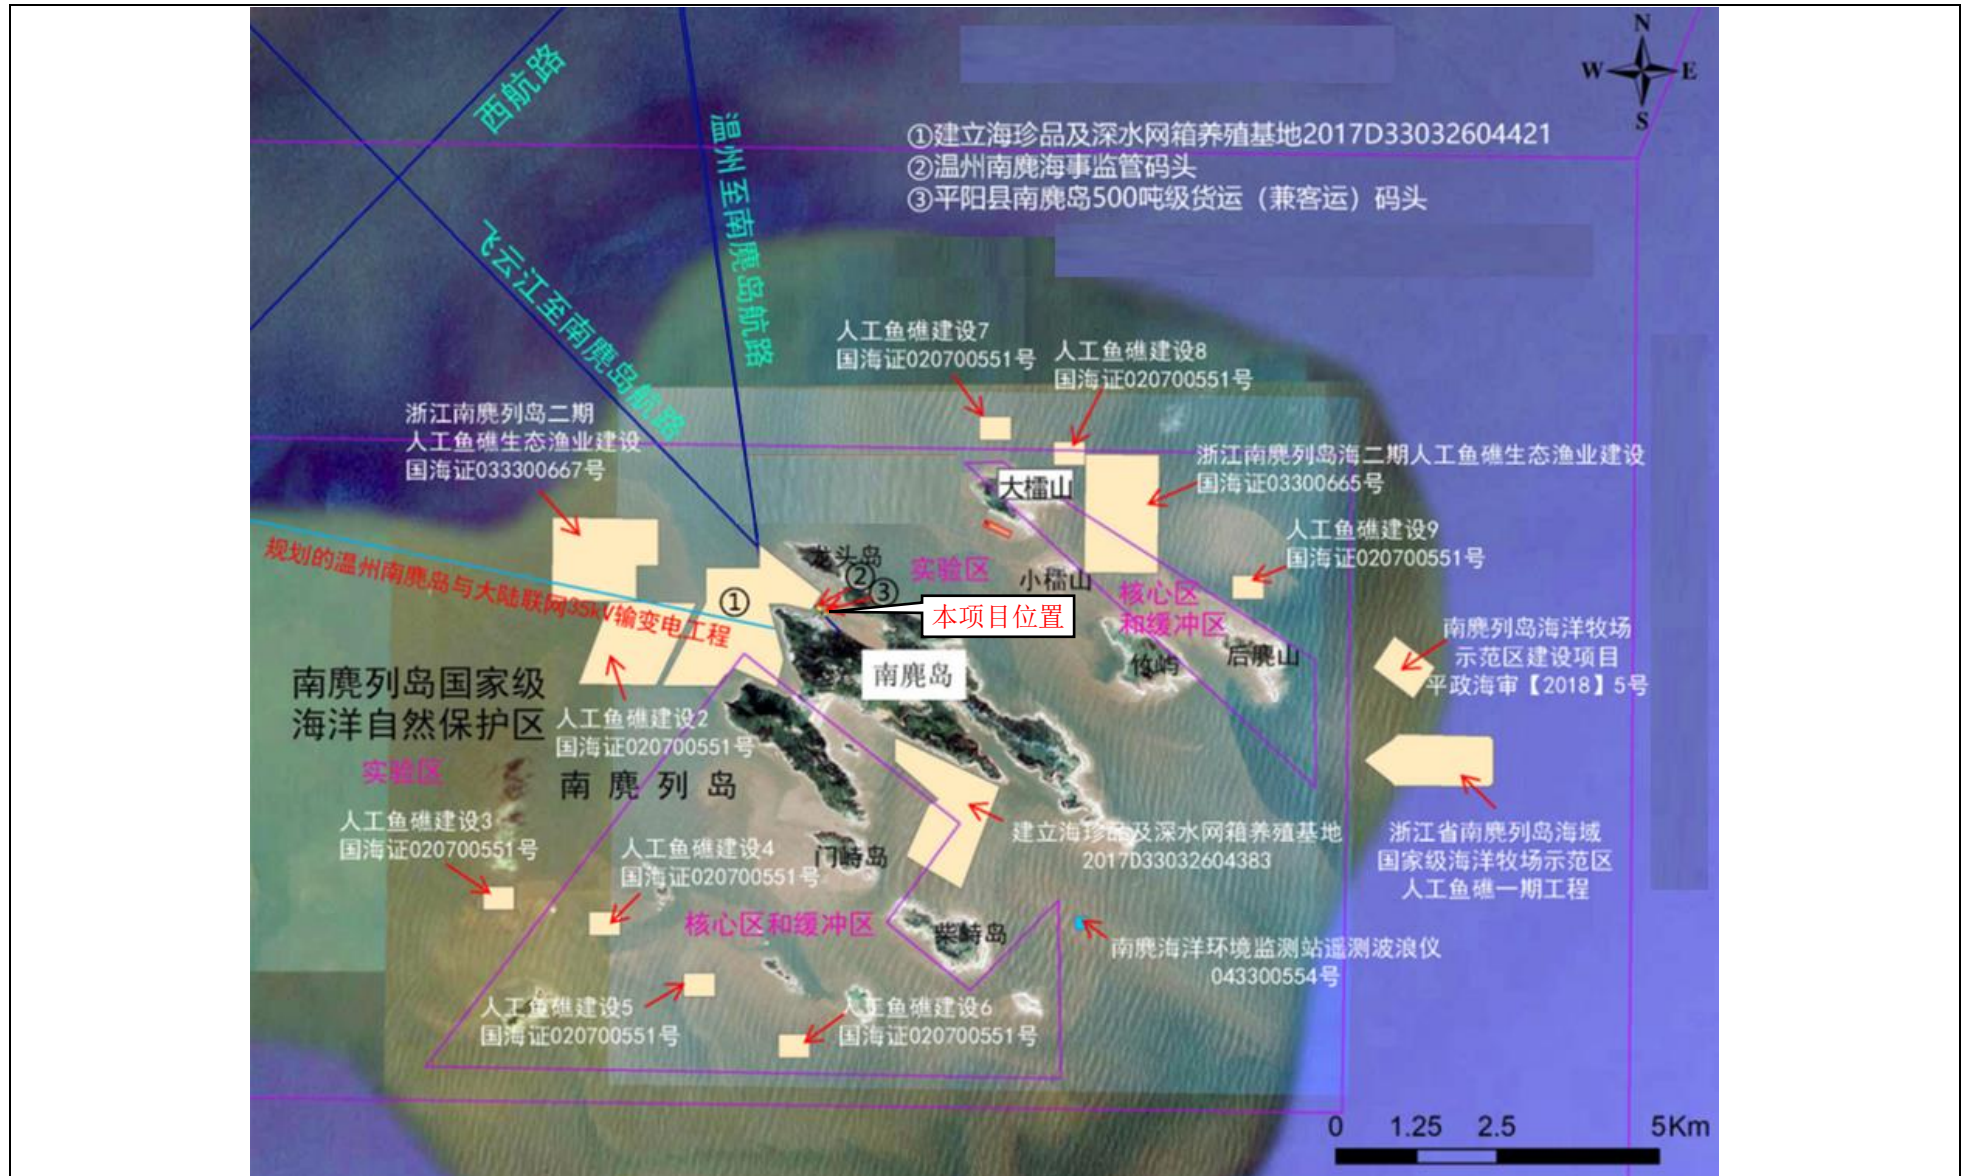 N
W
E
S
西航路
温州至南麂岛航路
飞云江至南麂岛航路
①建立海珍品及深水网箱养殖基地2017D33032604421
②温州南麂海事监管码头
③平阳县南麂岛500吨级货运（兼客运）码头
人工鱼礁建设7
国海证020700551号
人工鱼礁建设8
国海证020700551号
浙江南麂列岛二期
人工鱼礁生态渔业建设
国海证033300667号
浙江南麂列岛海二期人工鱼礁生态渔业建设
国海证03300665号
大檑山
人工鱼礁建设9
国海证020700551号
规划的温州南麂岛与大陆联网35kV输变电工程
龙头岛
实验区
小檑山
①
②
③
核心区
和缓冲区
本项目位置
南麂列岛海洋牧场
示范区建设项目
平政海审【2018】5号
竹屿
后麂山
南麂岛
南麂列岛国家级
海洋自然保护区
实验区
人工鱼礁建设2
国海证020700551号
南麂列岛
人工鱼礁建设3
国海证020700551号
人工鱼礁建设4
国海证020700551号
门峙岛
建立海珍品及深水网箱养殖基地
2017D33032604383
浙江省南麂列岛海域
国家级海洋牧场示范区
人工鱼礁一期工程
核心区和缓冲区
柴峙岛
南麂海洋环境监测站遥测波浪仪
043300554号
人工鱼礁建设5
国海证020700551号
人工鱼礁建设6
国海证020700551号
0 1.25 2.5 5Km